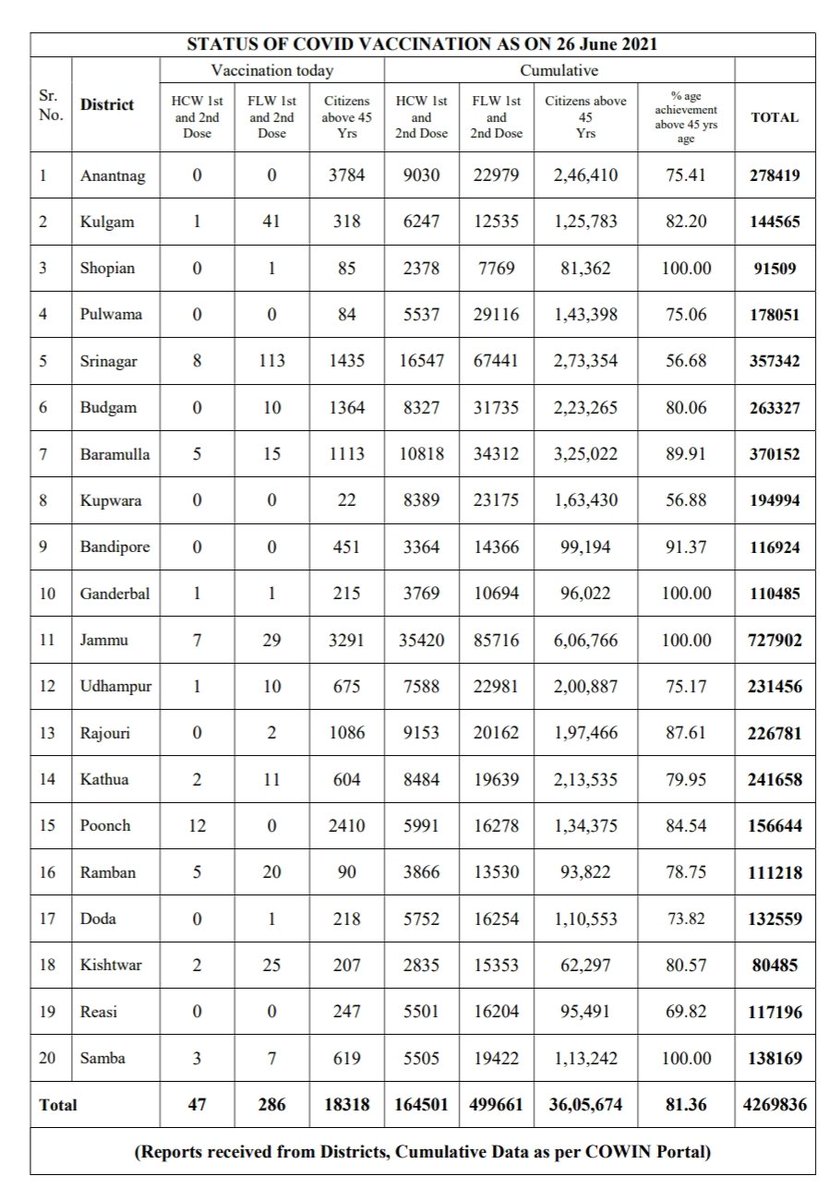 STATUS OF COVID VACCINATION AS ON 26 June 2021
Sr. No. District Vaccination today Cumulative
HCW 1st and 2nd Dose FLW 1st and 2nd Dose Citizens above 45 Yrs HCW 1st and 2nd Dose FLW 1st and 2nd Dose Citizens above 45 Yrs % age achievement above 45 yrs age TOTAL
1 Anantnag 0 0 3784 9030 22979 2,46,410 75.41 278419
2 Kulgam 1 41 318 6247 12535 1,25,783 82.20 144565
3 Shopian 0 1 85 2378 7769 81,362 100.00 91509
4 Pulwama 0 0 84 5537 29116 1,43,398 75.06 178051
5 Srinagar 8 113 1435 16547 67441 2,73,354 56.68 357342
6 Budgam 0 10 1364 8327 31735 2,23,265 80.06 263327
7 Baramulla 5 15 1113 10818 34312 3,25,022 89.91 370152
8 Kupwara 0 0 22 8389 23175 1,63,430 56.88 194994
9 Bandipore 0 0 451 3364 14366 99,194 91.37 116924
10 Ganderbal 1 1 215 3769 10694 96,022 100.00 110485
11 Jammu 7 29 3291 35420 85716 6,06,766 100.00 727902
12 Udhampur 1 10 675 7588 22981 2,00,887 75.17 231456
13 Rajouri 0 2 1086 9153 20162 1,97,466 87.61 226781
14 Kathua 2 11 604 8484 19639 2,13,535 79.95 241658
15 Poonch 12 0 2410 5991 16278 1,34,375 84.54 156644
16 Ramban 5 20 90 3866 13530 93,822 78.75 111218
17 Doda 0 1 218 5752 16254 1,10,553 73.82 132559
18 Kishtwar 2 25 207 2835 15353 62,297 80.57 80485
19 Reasi 0 0 247 5501 16204 95,491 69.82 117196
20 Samba 3 7 619 5505 19422 1,13,242 100.00 138169
Total 47 286 18318 164501 499661 36,05,674 81.36 4269836
(Reports received from Districts, Cumulative Data as per COWIN Portal)